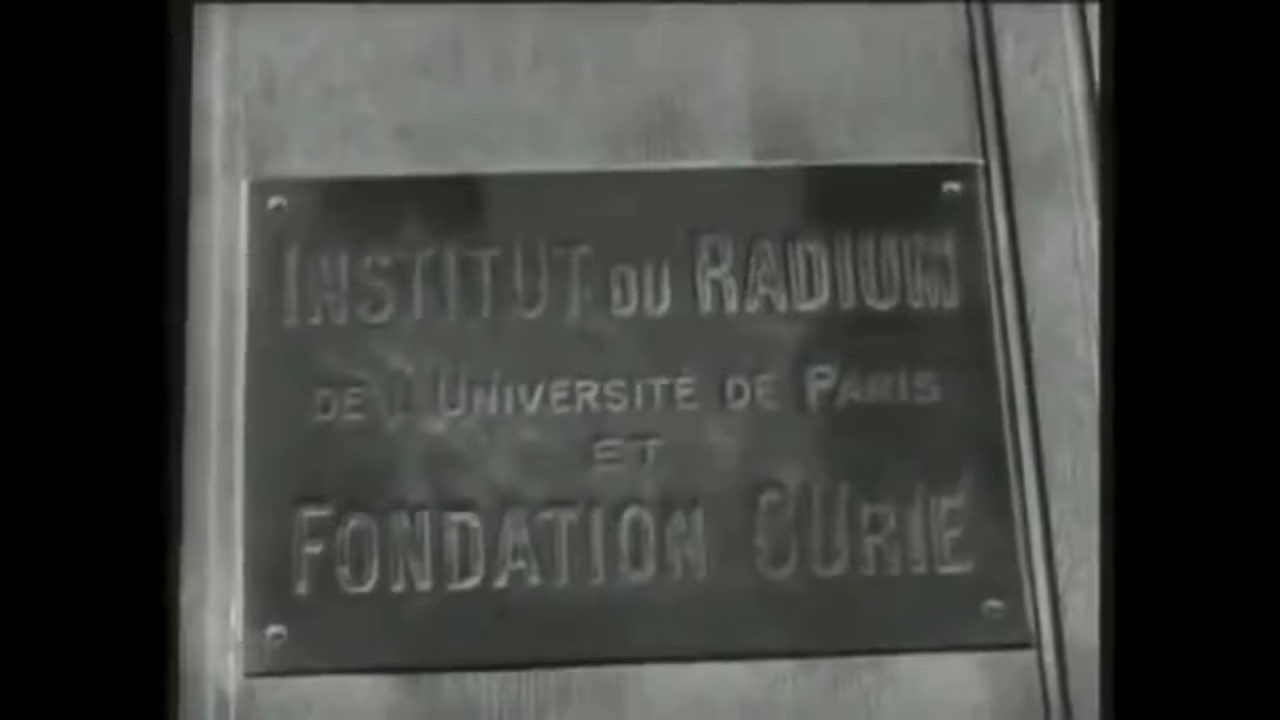 INSTITUT DU RADIUM
DE L'UNIVERSITÉ DE PARIS
ET
FONDATION CURIE